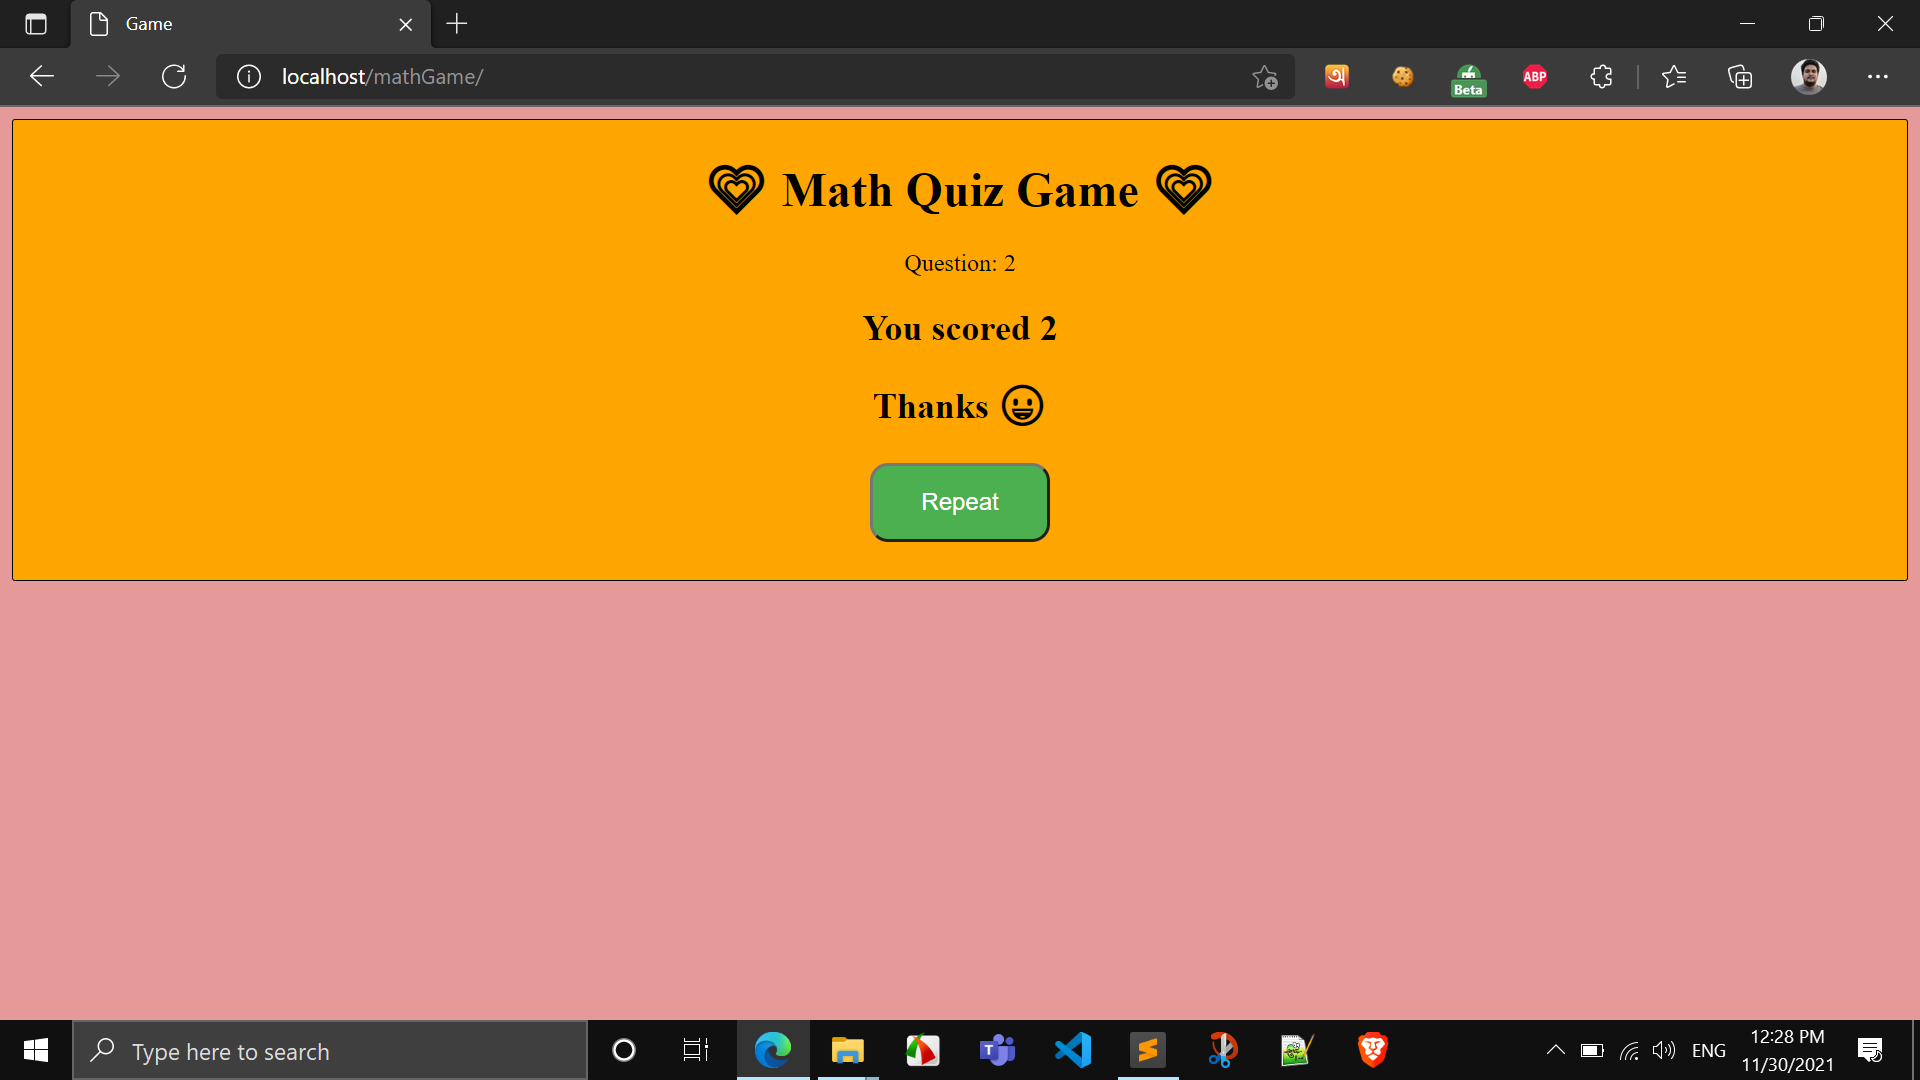 Game
localhost/mathGame/
অ
Beta
ABP
💗 Math Quiz Game 💗
Question: 2
You scored 2
Thanks 😀
Repeat
Type here to search
T
S
ENG
12:28 PM
11/30/2021